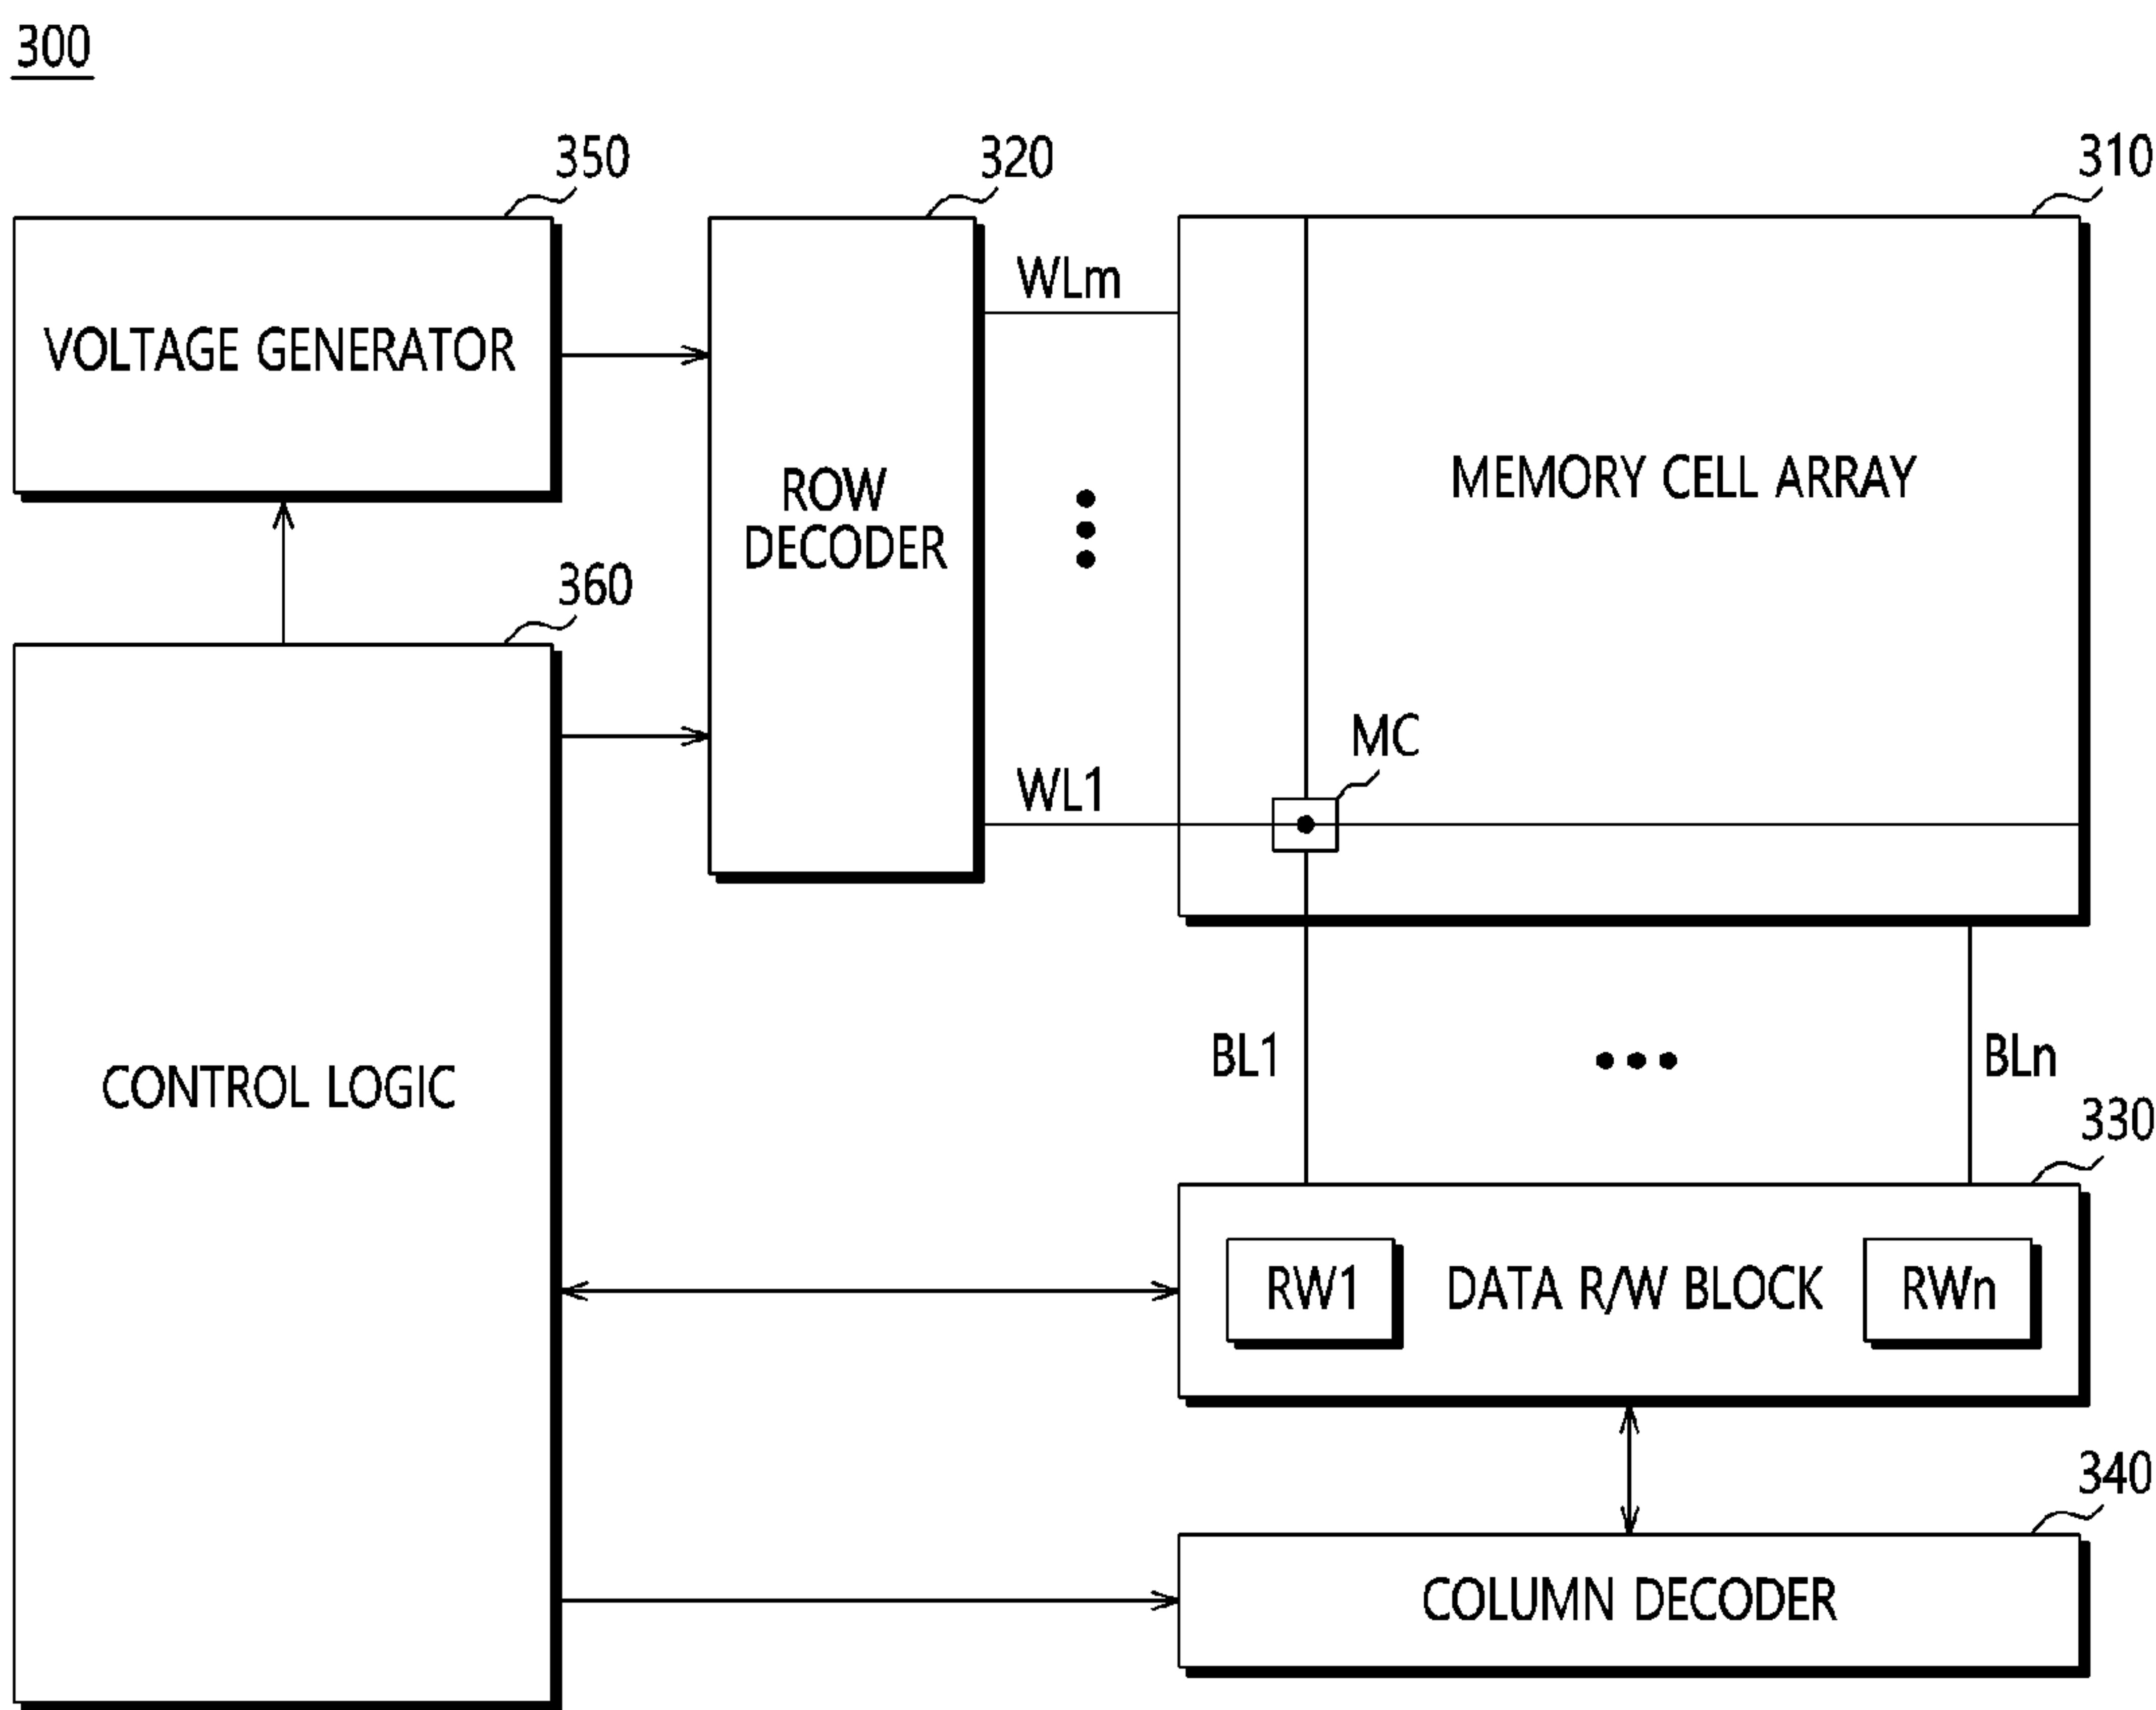 300
350
320
310
VOLTAGE GENERATOR
WLm
MEMORY CELL ARRAY
ROW
DECODER
360
MC
WL1
CONTROL LOGIC
BL1
BLn
330
RW1
DATA R/W BLOCK
RWn
340
COLUMN DECODER